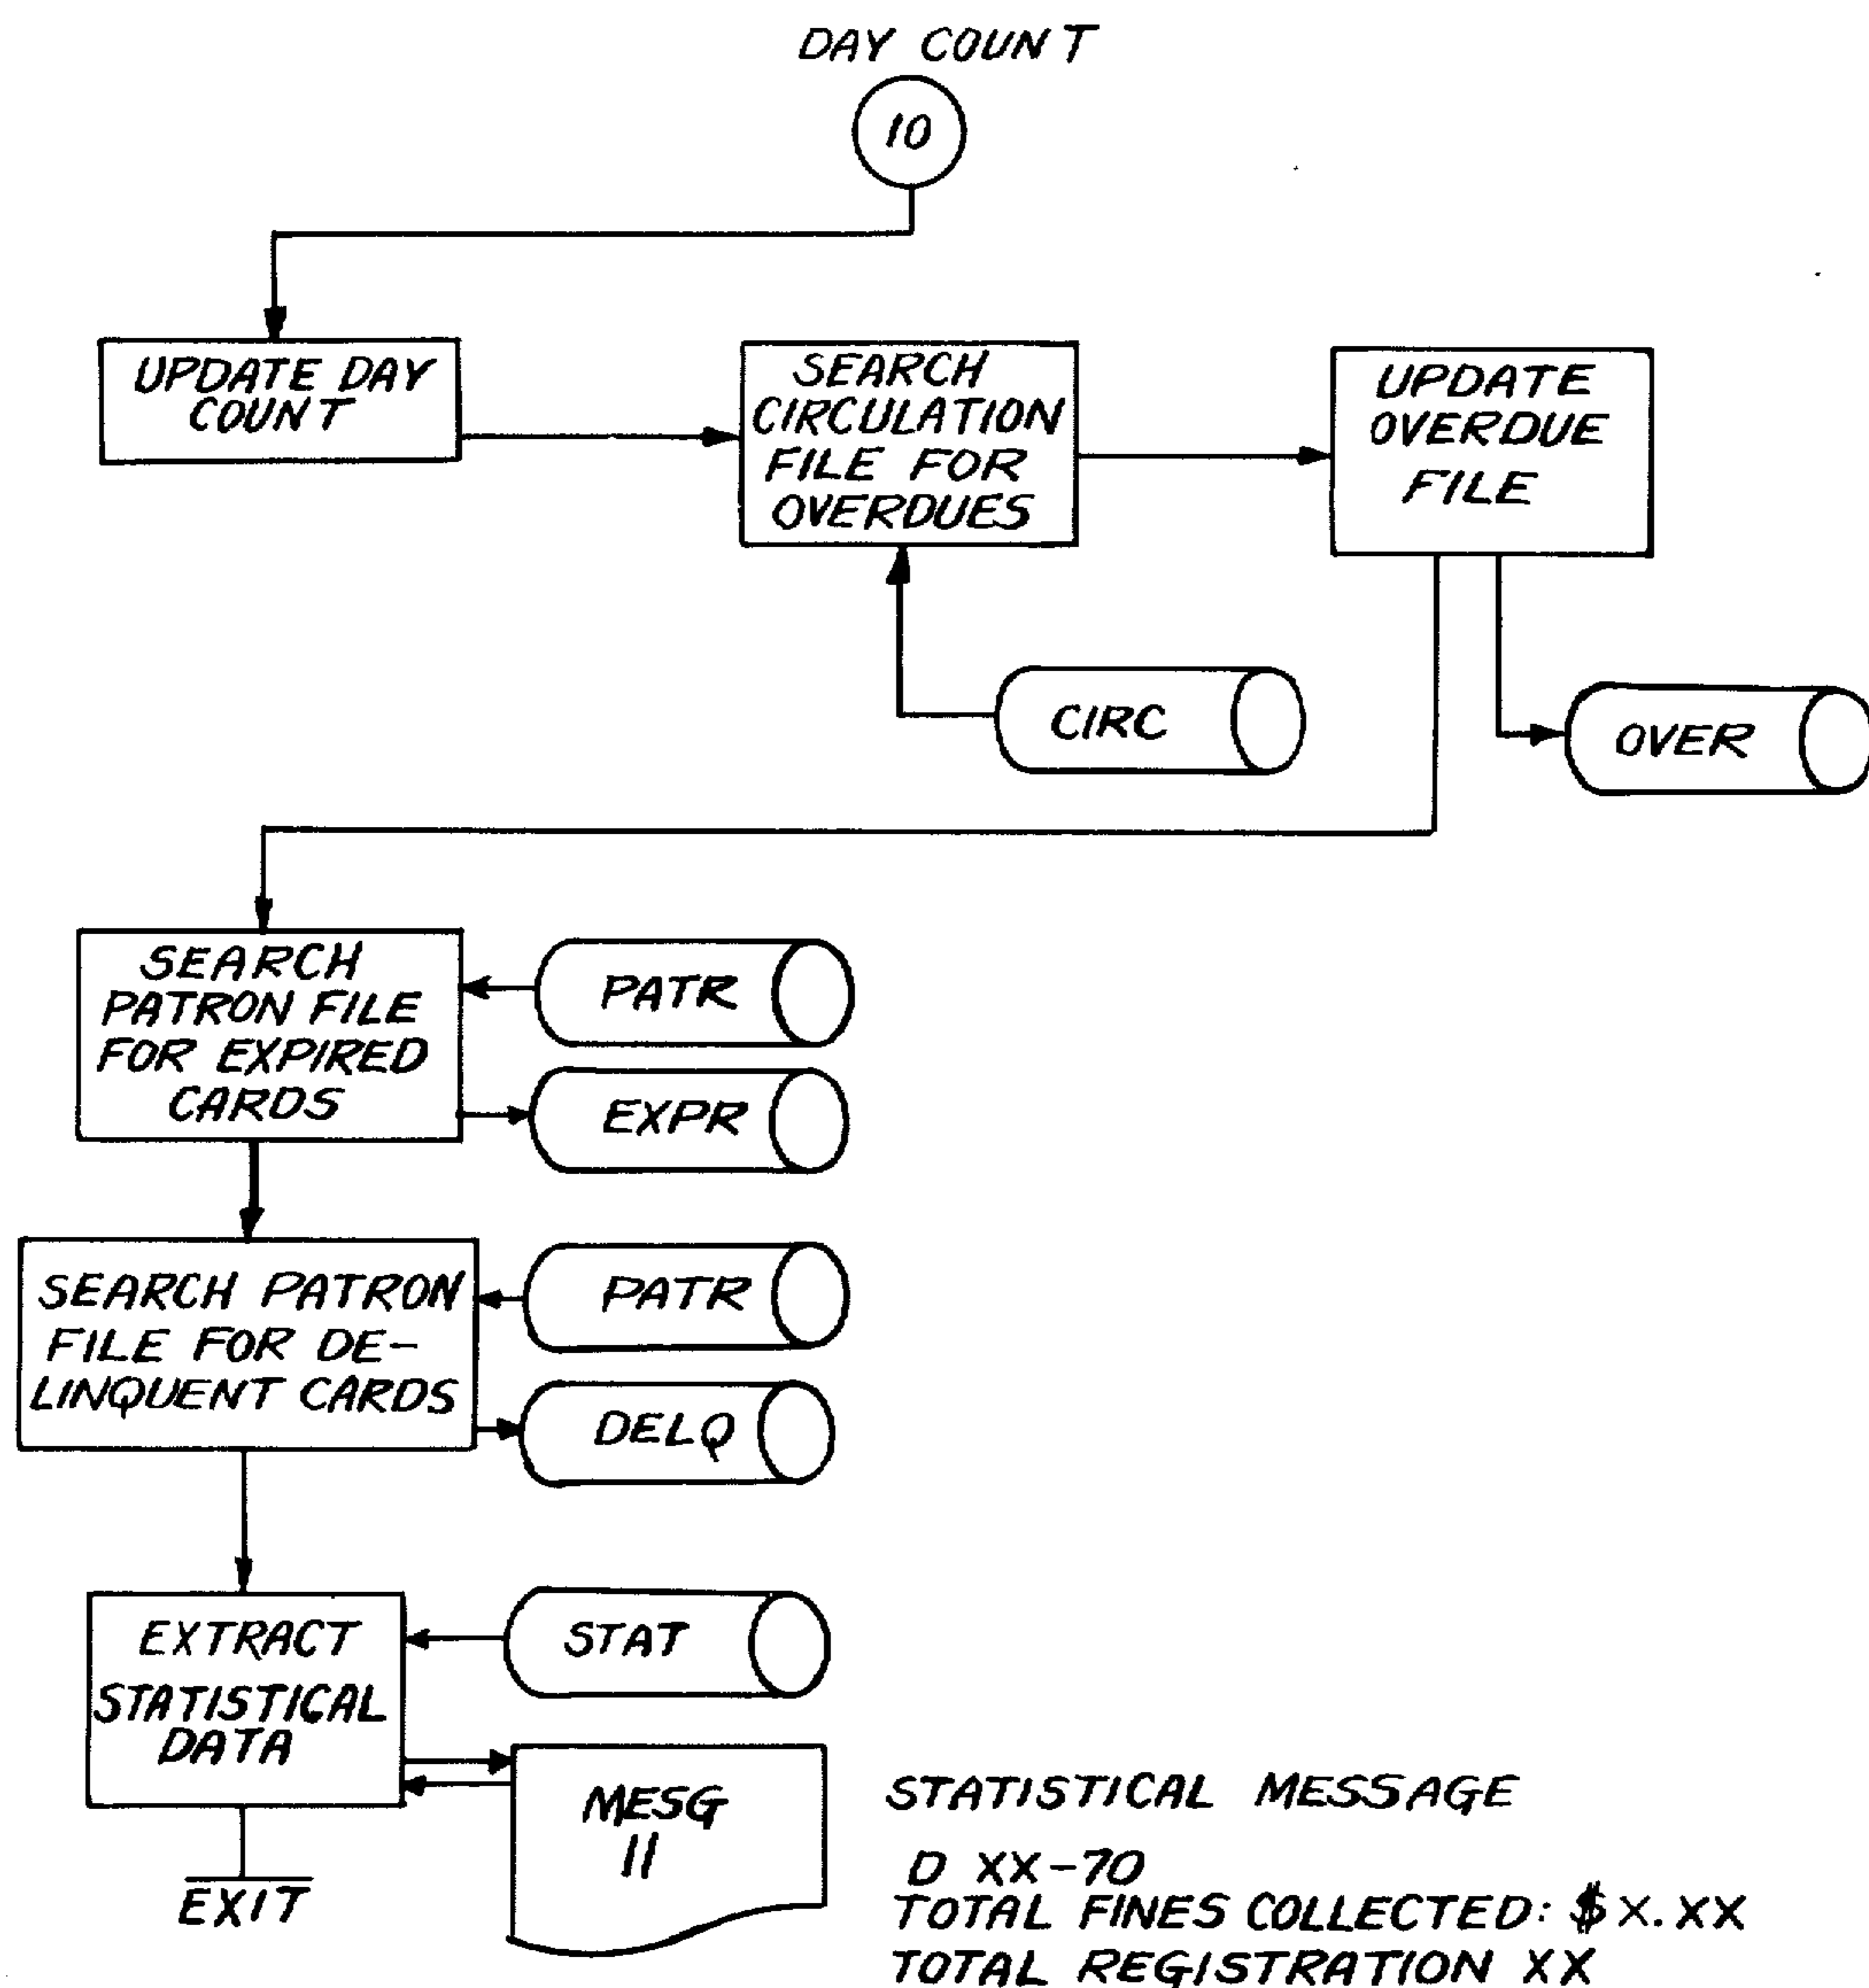 DAY COUNT
10
UPDATE DAY
COUNT
SEARCH
CIRCULATION
FILE FOR
OVERDUES
UPDATE
OVERDUE
FILE
CIRC
OVER
SEARCH
PATRON FILE
FOR EXPIRED
CARDS
PATR
EXPR
SEARCH PATRON
FILE FOR DE-
LINQUENT CARDS
PATR
DELQ
EXTRACT
STATISTICAL
DATA
STAT
MESG
11
EXIT
STATISTICAL MESSAGE
D XX-70
TOTAL FINES COLLECTED: $X.XX
TOTAL REGISTRATION XX